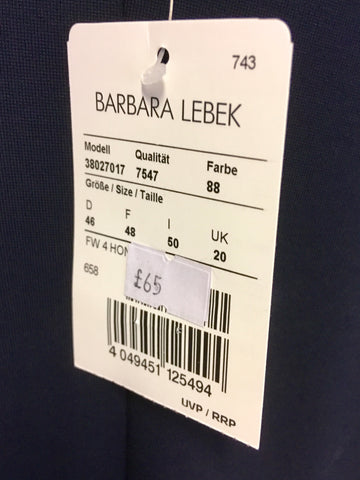 743
BARBARA LEBEK
Modell Qualität Farbe
38027017 7547 88
Größe / Size / Taille
D F I UK
46 48 50 20
FW 4 HON
£65
658
4 049451 125494
UVP / RRP